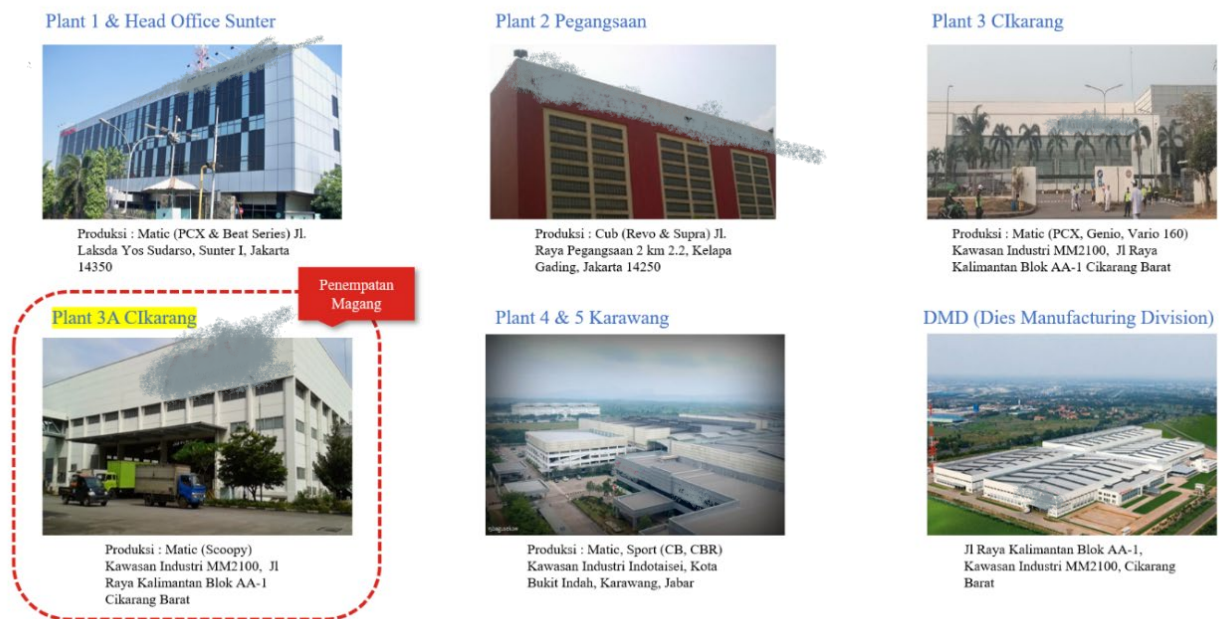 Plant 1 & Head Office Sunter
Plant 2 Pegangsaan
Plant 3 CIkarang
Produksi : Matic (PCX & Beat Series) Jl.
Laksda Yos Sudarso, Sunter I, Jakarta
14350
Produksi : Cub (Revo & Supra) Jl.
Raya Pegangsaan 2 km 2.2, Kelapa
Gading, Jakarta 14250
Produksi : Matic (PCX, Genio, Vario 160)
Kawasan Industri MM2100, Jl Raya
Kalimantan Blok AA-1 Cikarang Barat
Penempatan
Magang
Plant 3A CIkarang
Plant 4 & 5 Karawang
DMD (Dies Manufacturing Division)
Produksi : Matic (Scoopy)
Kawasan Industri MM2100, Jl
Raya Kalimantan Blok AA-1
Cikarang Barat
Produksi : Matic, Sport (CB, CBR)
Kawasan Industri Indotaisei, Kota
Bukit Indah, Karawang, Jabar
Jl Raya Kalimantan Blok AA-1,
Kawasan Industri MM2100, Cikarang
Barat